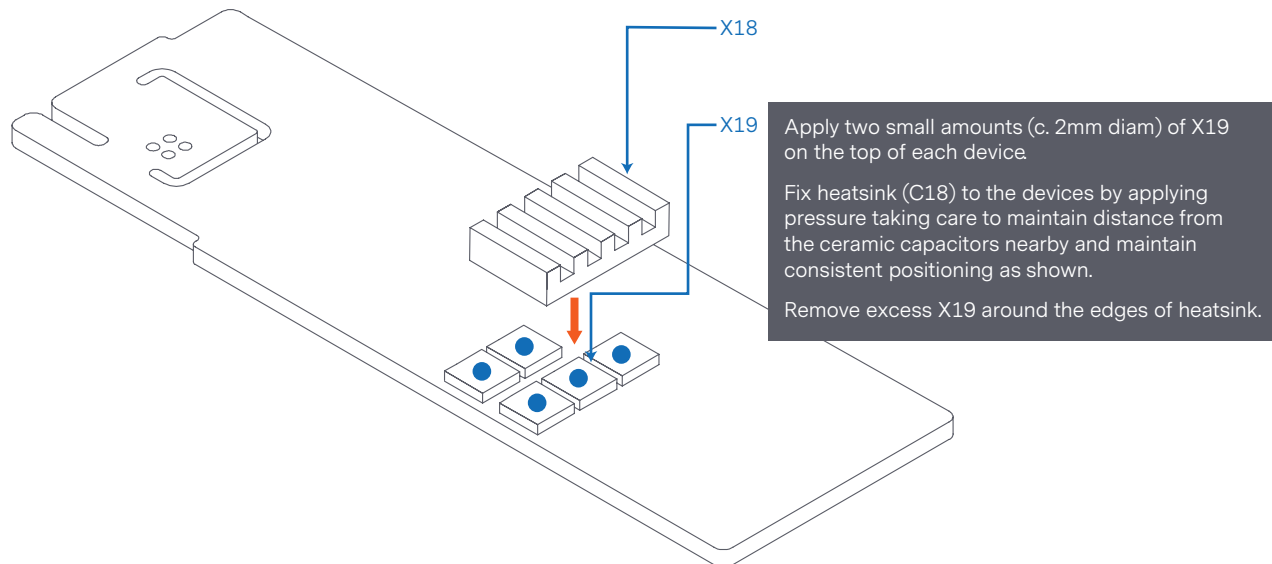 X18
X19
Apply two small amounts (c. 2mm diam) of X19
on the top of each device.
Fix heatsink (C18) to the devices by applying
pressure taking care to maintain distance from
the ceramic capacitors nearby and maintain
consistent positioning as shown.
Remove excess X19 around the edges of heatsink.